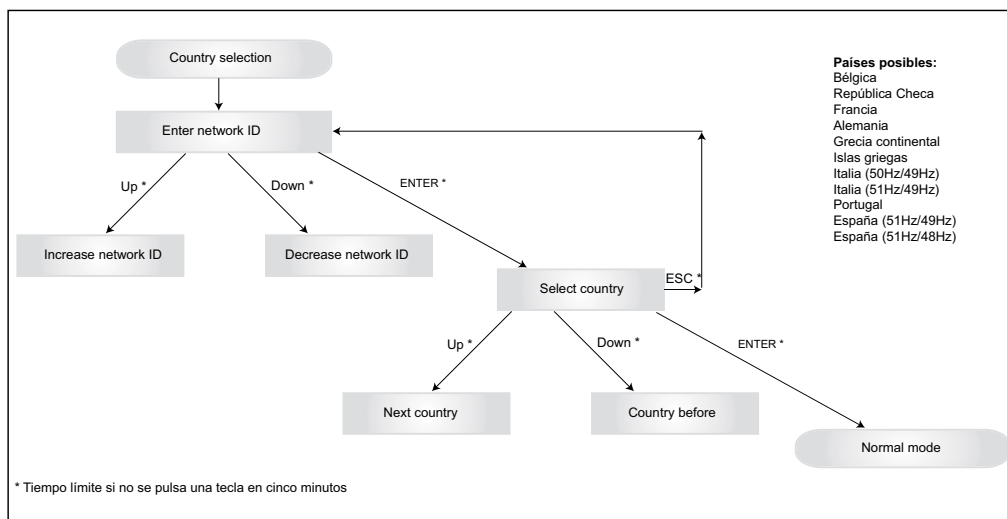 Country selection
Enter network ID
Up *
Down *
ENTER *
Increase network ID
Decrease network ID
Select country
ESC *
Up *
Down *
ENTER *
Next country
Country before
Normal mode
Países posibles:
Bélgica
República Checa
Francia
Alemania
Grecia continental
Islas griegas
Italia (50Hz/49Hz)
Italia (51Hz/49Hz)
Portugal
España (51Hz/49Hz)
España (51Hz/48Hz)
* Tiempo límite si no se pulsa una tecla en cinco minutos